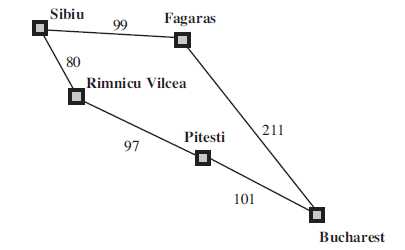 Sibiu
Fagaras
99
80
Rimnicu Vilcea
211
Pitesti
97
101
Bucharest